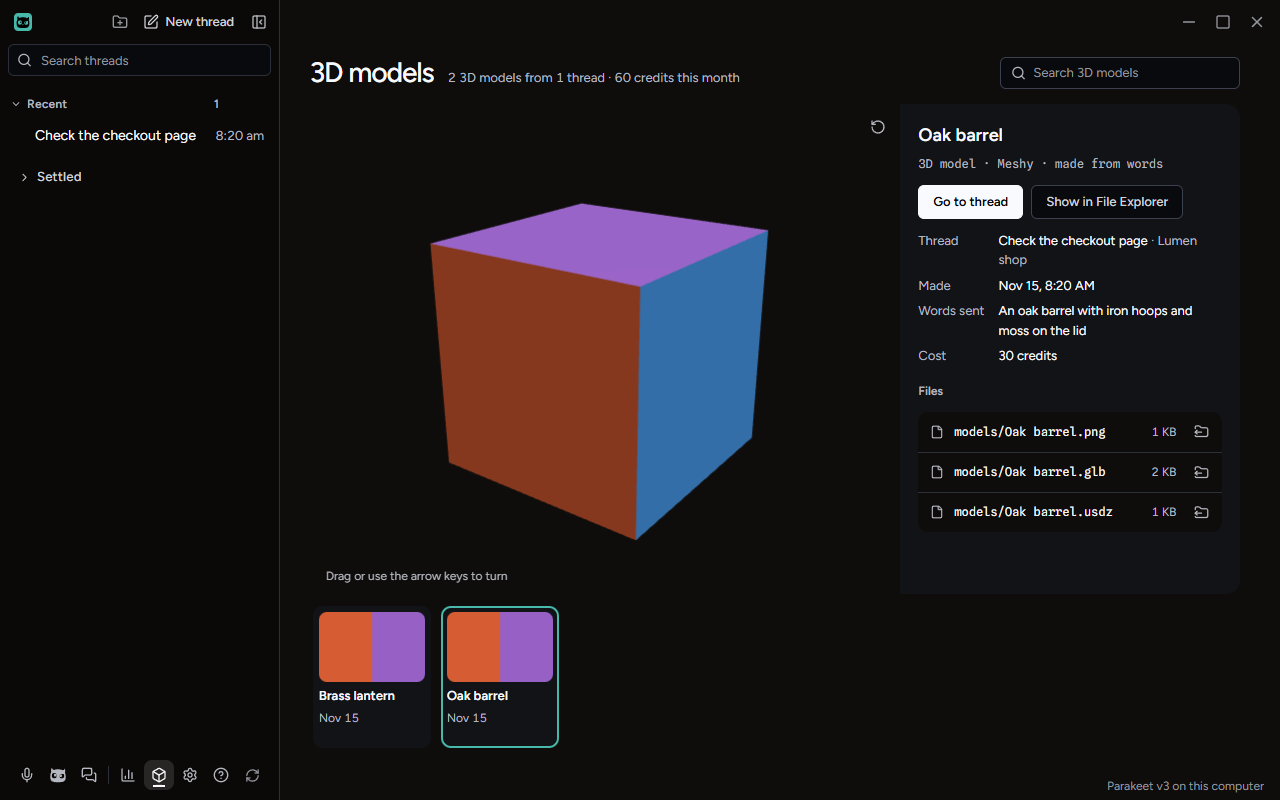 New thread
Search threads
Recent 1
Check the checkout page 8:20 am
Settled
3D models 2 3D models from 1 thread · 60 credits this month
Search 3D models
Oak barrel
3D model · Meshy · made from words
Go to thread Show in File Explorer
Thread Check the checkout page · Lumen
shop
Made Nov 15, 8:20 AM
Words sent An oak barrel with iron hoops and
moss on the lid
Cost 30 credits
Files
models/Oak barrel.png 1 KB
models/Oak barrel.glb 2 KB
models/Oak barrel.usdz 1 KB
Drag or use the arrow keys to turn
Brass lantern
Nov 15
Oak barrel
Nov 15
Parakeet v3 on this computer